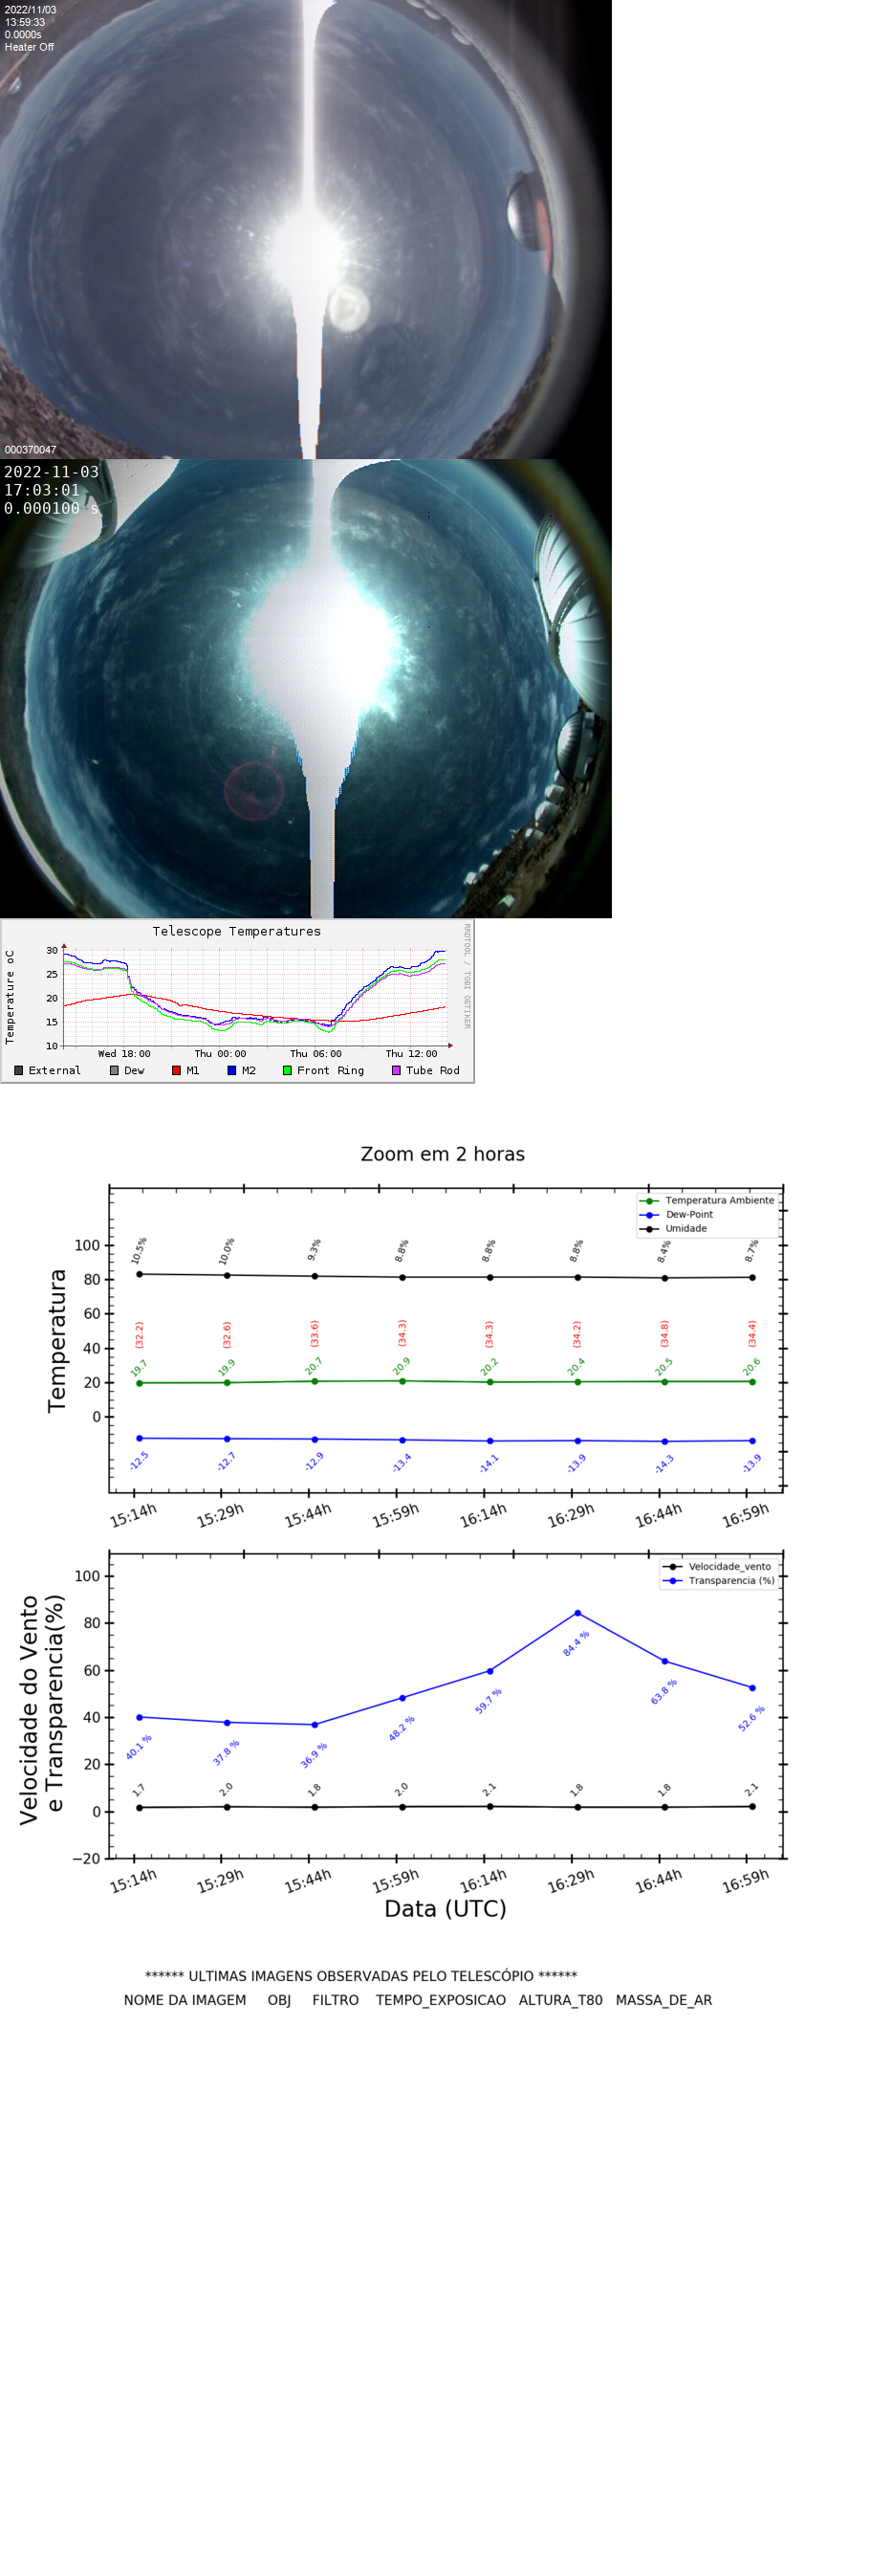 2022/11/03
13:59:33
0.0000s
Heater Off
000370047
2022-11-03
17:03:01
0.000100 s
Telescope Temperatures
Temperature oC
RRDTOOL / TOBI OETIKER
30
25
20
15
10
Wed 18:00 Thu 00:00 Thu 06:00 Thu 12:00
External Dew M1 M2 Front Ring Tube Rod
Zoom em 2 horas
Temperatura
Temperatura Ambiente
Dew-Point
Umidade
100
80
60
40
20
0
10.5% 10.0% 9.3% 8.8% 8.8% 8.8% 8.4% 8.7%
(32.2) (32.6) (33.6) (34.3) (34.3) (34.2) (34.8) (34.4)
19.7 19.9 20.7 20.9 20.2 20.4 20.5 20.6
-12.5 -12.7 -12.9 -13.4 -14.1 -13.9 -14.3 -13.9
15:14h 15:29h 15:44h 15:59h 16:14h 16:29h 16:44h 16:59h
Velocidade do Vento
e Transparencia(%)
Velocidade_vento
Transparencia (%)
100
80
60
40
20
0
−20
40.1 % 37.8 % 36.9 % 48.2 % 59.7 % 84.4 % 63.8 % 52.6 %
1.7 2.0 1.8 2.0 2.1 1.8 1.8 2.1
15:14h 15:29h 15:44h 15:59h 16:14h 16:29h 16:44h 16:59h
Data (UTC)
****** ULTIMAS IMAGENS OBSERVADAS PELO TELESCÓPIO ******
NOME DA IMAGEM OBJ FILTRO TEMPO_EXPOSICAO ALTURA_T80 MASSA_DE_AR